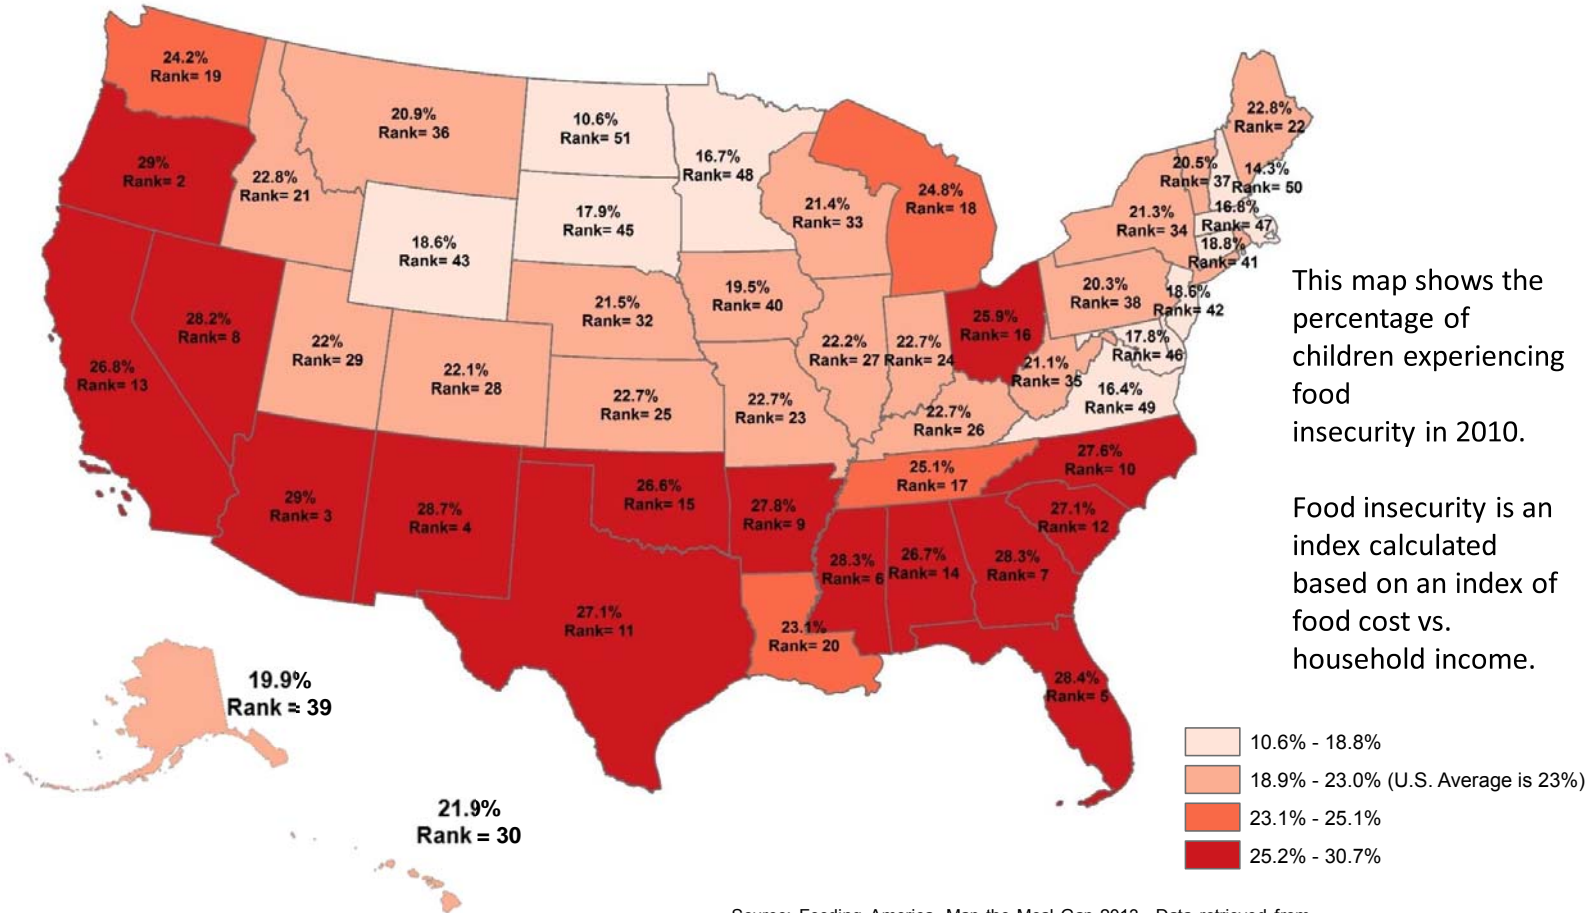 24.2%
Rank= 19
29%
Rank= 2
22.8%
Rank= 21
20.9%
Rank= 36
18.6%
Rank= 43
10.6%
Rank= 51
17.9%
Rank= 45
16.7%
Rank= 48
21.4%
Rank= 33
24.8%
Rank= 18
22.8%
Rank= 22
20.5%
Rank= 37
14.3%
Rank= 50
16.8%
Rank= 47
21.3%
Rank= 34
18.8%
Rank= 41
20.3%
Rank= 38
18.6%
Rank= 42
17.8%
Rank= 46
26.8%
Rank= 13
28.2%
Rank= 8
22%
Rank= 29
22.1%
Rank= 28
21.5%
Rank= 32
19.5%
Rank= 40
22.7%
Rank= 25
22.7%
Rank= 23
22.2%
Rank= 27
22.7%
Rank= 24
25.9%
Rank= 16
21.1%
Rank= 35
16.4%
Rank= 49
22.7%
Rank= 26
25.1%
Rank= 17
27.6%
Rank= 10
27.1%
Rank= 12
29%
Rank= 3
28.7%
Rank= 4
26.6%
Rank= 15
27.8%
Rank= 9
28.3%
Rank= 6
26.7%
Rank= 14
28.3%
Rank= 7
27.1%
Rank= 11
23.1%
Rank= 20
28.4%
Rank= 5
19.9%
Rank = 39
21.9%
Rank = 30
This map shows the
percentage of
children experiencing
food
insecurity in 2010.
Food insecurity is an
index calculated
based on an index of
food cost vs.
household income.
10.6% - 18.8%
18.9% - 23.0% (U.S. Average is 23%)
23.1% - 25.1%
25.2% - 30.7%
Source: Feeding America, Map the Meal Gap 2012. Data retrieved from